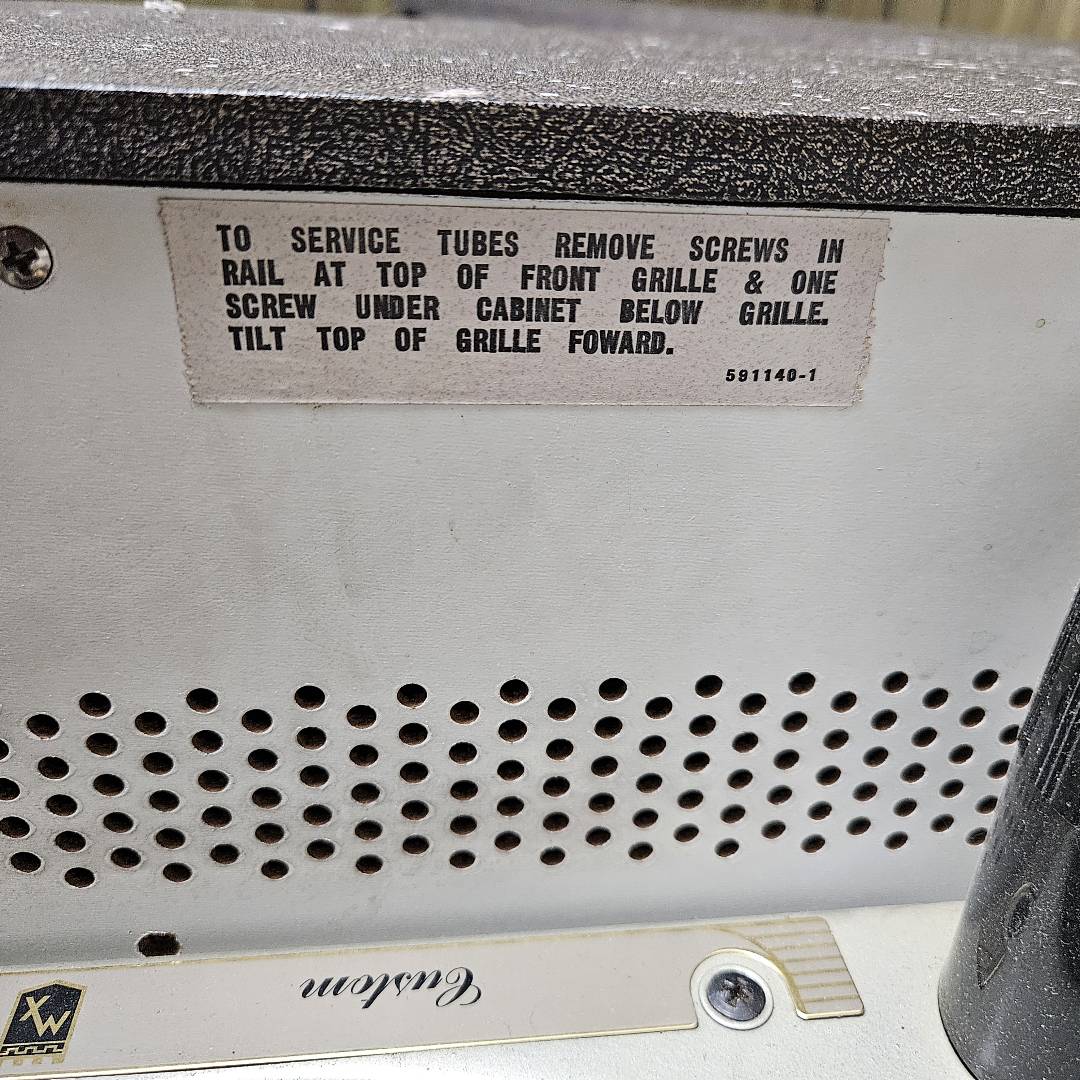 TO SERVICE TUBES REMOVE SCREWS IN
RAIL AT TOP OF FRONT GRILLE & ONE
SCREW UNDER CABINET BELOW GRILLE.
TILT TOP OF GRILLE FOWARD.
591140-1
Custom
XW